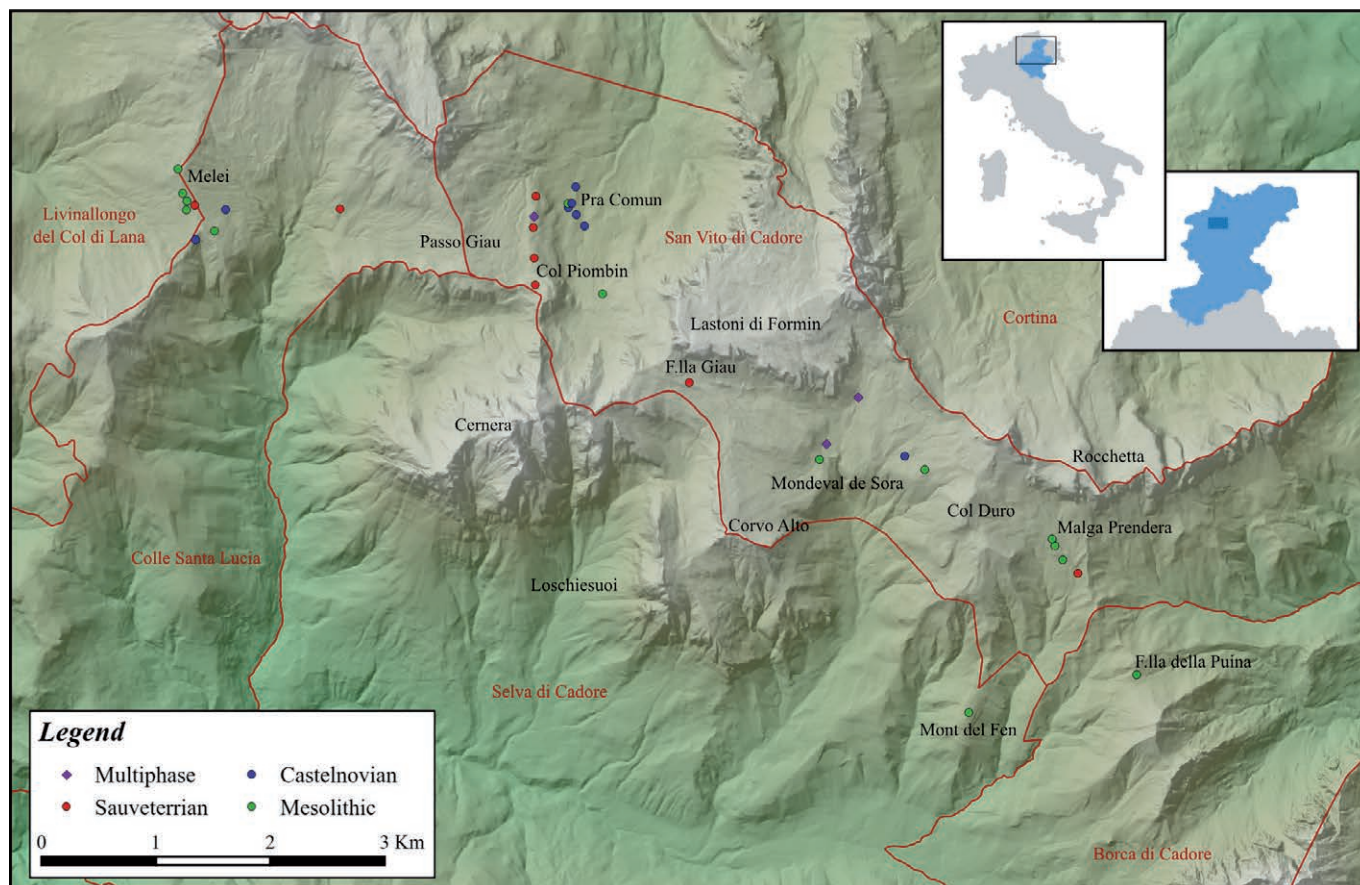 Melei
Livinallongo
del Col di Lana
Pra Comun
Passo Giau
San Vito di Cadore
Col Piombin
Lastoni di Formin
Cortina
F.lla Giau
Cernera
Rocchetta
Mondeval de Sora
Col Duro
Corvo Alto
Malga Prendera
Colle Santa Lucia
Loschiesuoi
F.lla della Puina
Selva di Cadore
Mont del Fen
Legend
Multiphase
Castelnovian
Sauveterrian
Mesolithic
0 1 2 3 Km
Borca di Cadore